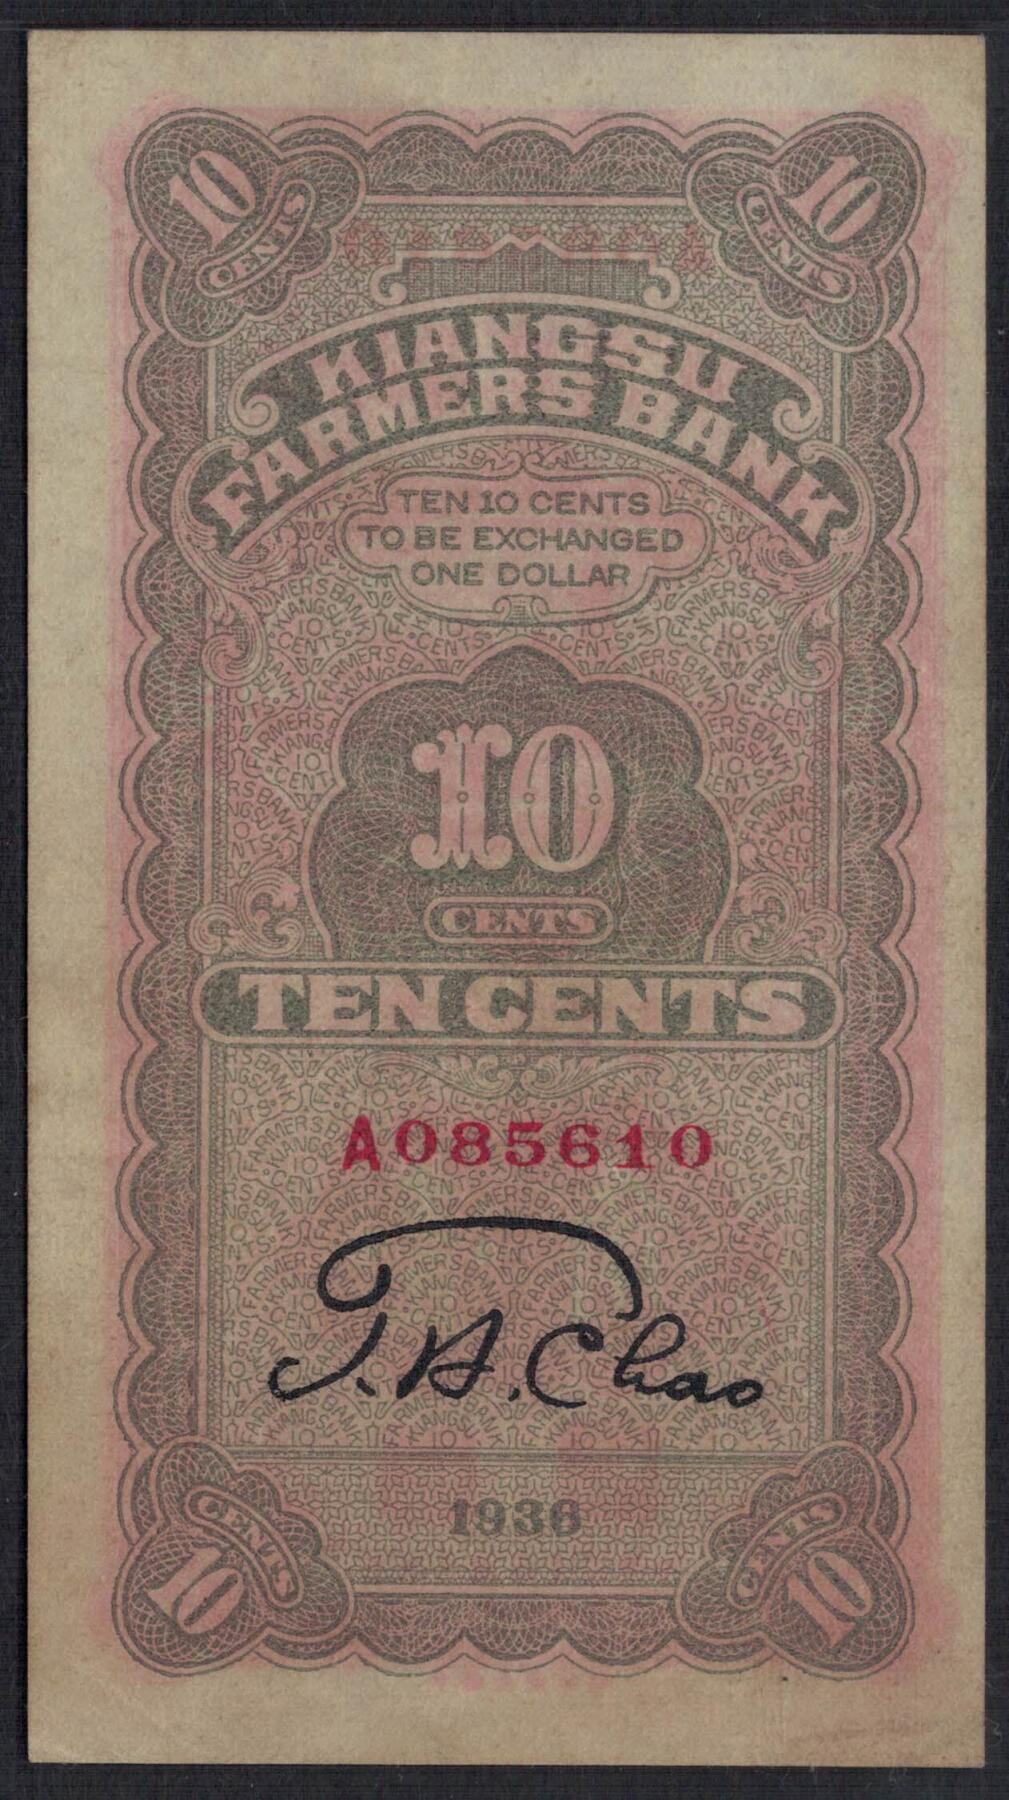 10
CENTS
10
CENTS
KIANGSU
FARMERS BANK
TEN 10 CENTS
TO BE EXCHANGED
ONE DOLLAR
10
CENTS
TEN CENTS
A085610
T. H. Chao
1936
CENTS
10
CENTS
10